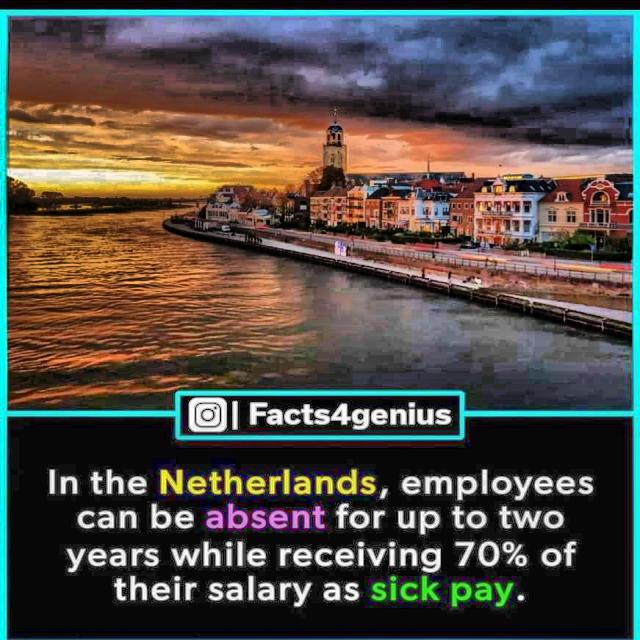 | Facts4genius
In the Netherlands, employees
can be absent for up to two
years while receiving 70% of
their salary as sick pay.